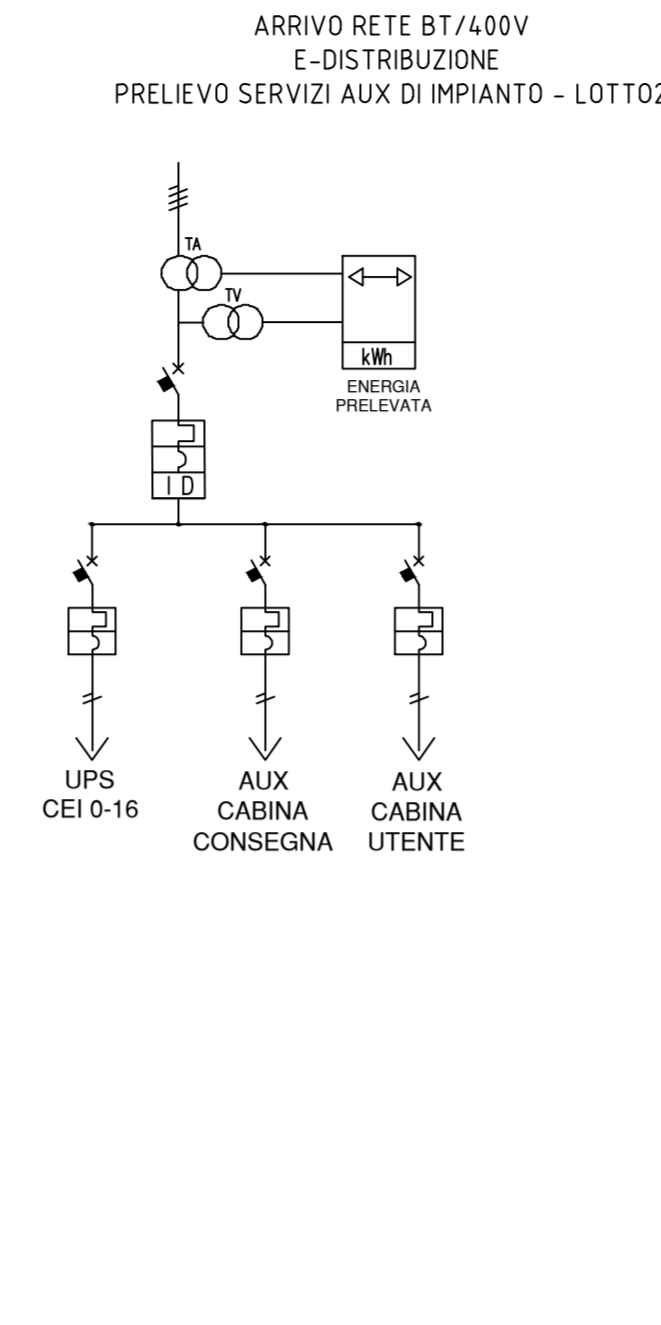 ARRIVO RETE BT/400V
E-DISTRIBUZIONE
PRELIEVO SERVIZI AUX DI IMPIANTO - LOTTO2
TA
TV
kWh
ENERGIA
PRELEVATA
I D
UPS
CEI 0-16
AUX
CABINA
CONSEGNA
AUX
CABINA
UTENTE